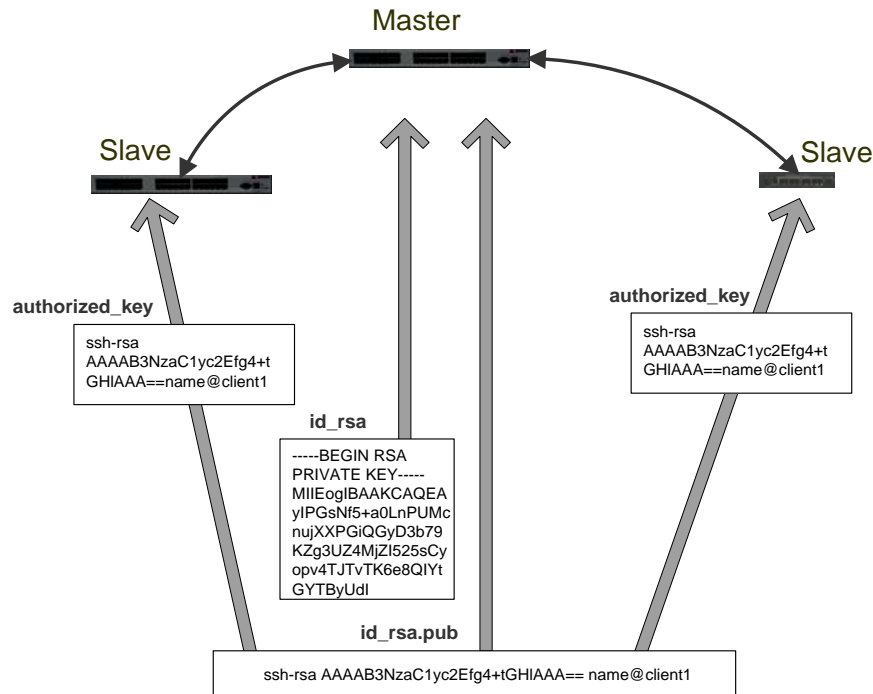 Master
Slave
Slave
authorized_key
ssh-rsa
AAAAB3NzaC1yc2Efg4+t
GHIAAA==name@client1
authorized_key
ssh-rsa
AAAAB3NzaC1yc2Efg4+t
GHIAAA==name@client1
id_rsa
-----BEGIN RSA
PRIVATE KEY-----
MIIEogIBAAKCAQEA
yIPGsNf5+a0LnPUMc
nujXXPGiQGyD3b79
KZg3UZ4MjZI525sCy
opv4TJTvTK6e8QIYt
GYTByUdI
id_rsa.pub
ssh-rsa AAAAB3NzaC1yc2Efg4+tGHIAAA== name@client1